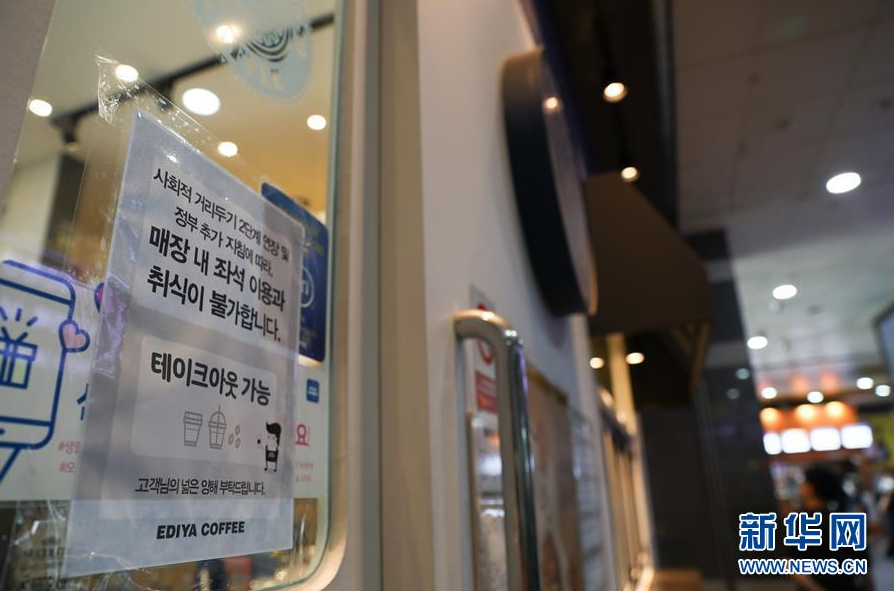 사회적 거리두기 2단계 연장 및
정부 추가 지침에 따라,
매장 내 좌석 이용과
취식이 불가합니다.
테이크아웃 가능
고객님의 넓은 양해 부탁드립니다.
EDIYA COFFEE
요!
新华网
WWW.NEWS.CN